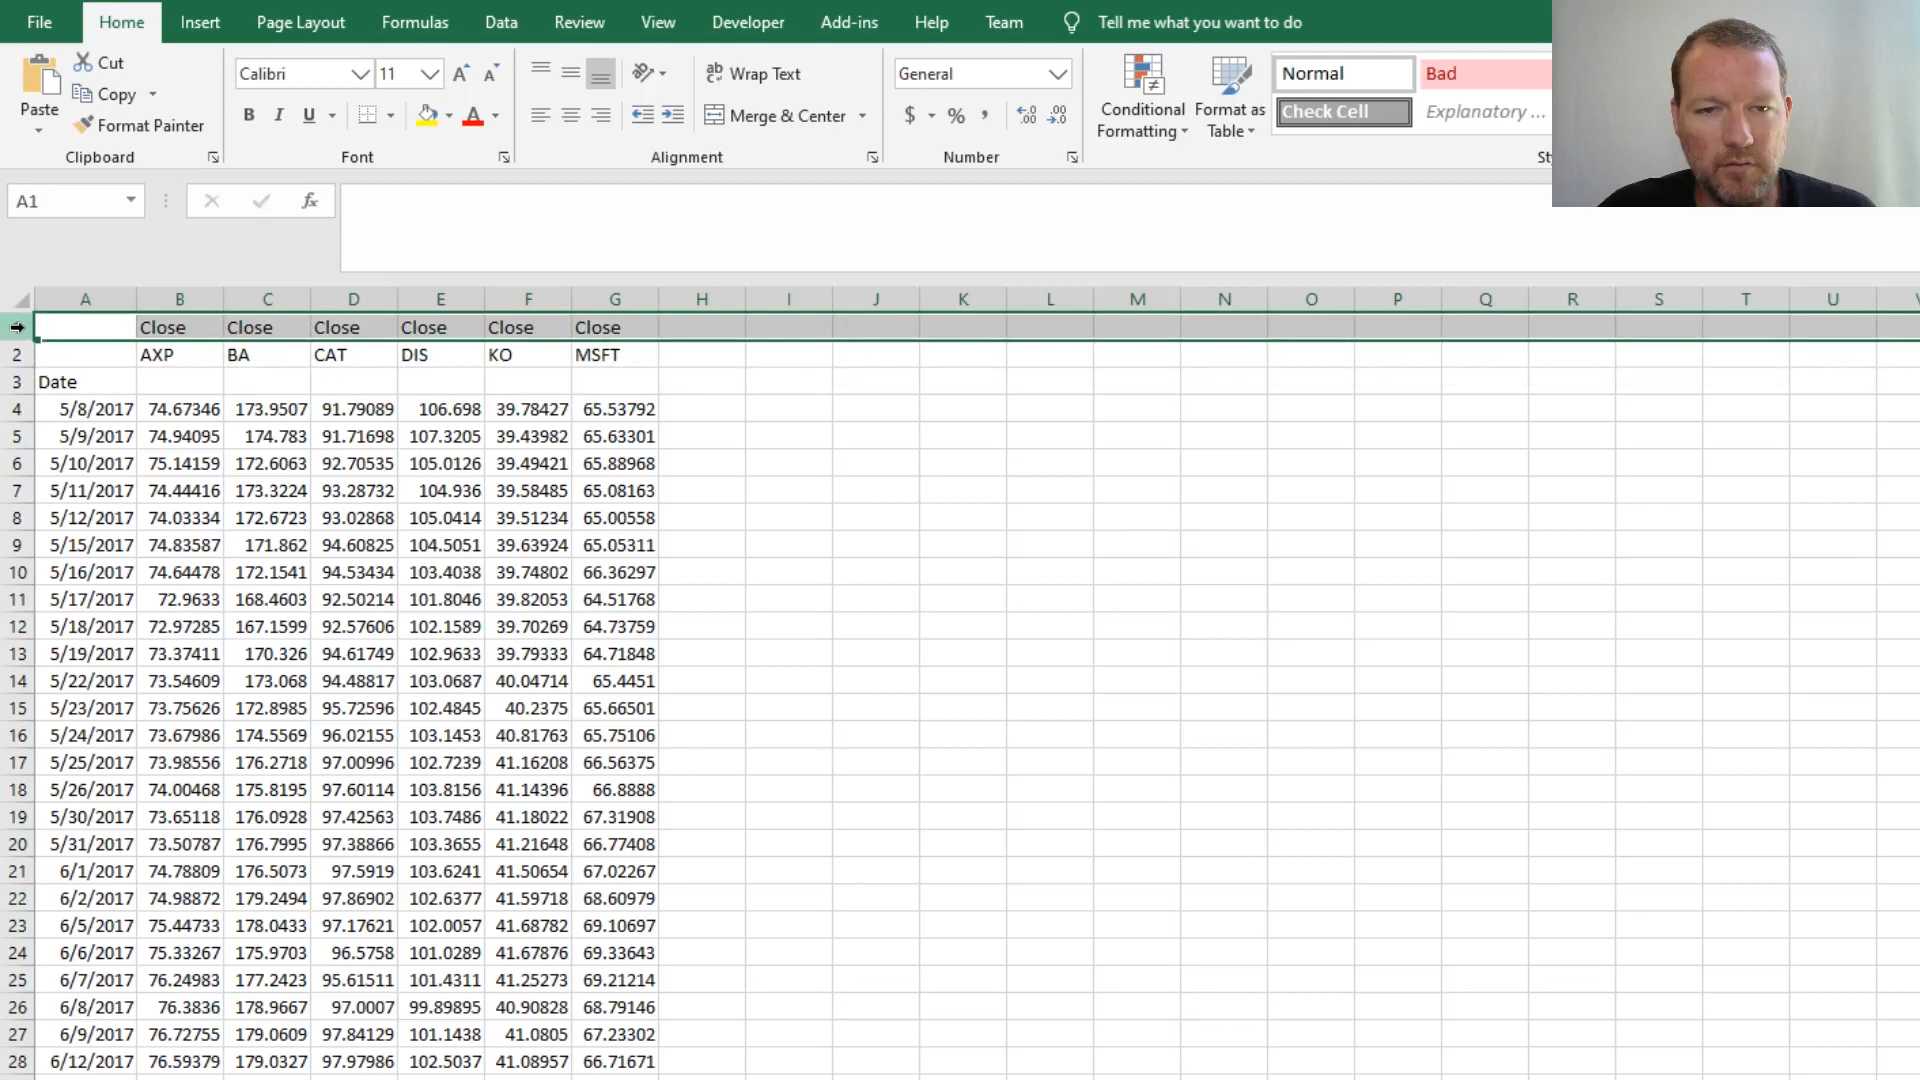 File Home Insert Page Layout Formulas Data Review View Developer Add-ins Help Team Tell me what you want to do
Paste Cut Copy Format Painter
Clipboard
Calibri 11
B I U
Font
Wrap Text
Merge & Center
Alignment
General
$ % ,
Number
Conditional Formatting
Format as Table
Normal Bad
Check Cell Explanatory ...
A1 fx
A B C D E F G H I J K L M N O P Q R S T U
Close Close Close Close Close Close
2 AXP BA CAT DIS KO MSFT
3 Date
4 5/8/2017 74.67346 173.9507 91.79089 106.698 39.78427 65.53792
5 5/9/2017 74.94095 174.783 91.71698 107.3205 39.43982 65.63301
6 5/10/2017 75.14159 172.6063 92.70535 105.0126 39.49421 65.88968
7 5/11/2017 74.44416 173.3224 93.28732 104.936 39.58485 65.08163
8 5/12/2017 74.03334 172.6723 93.02868 105.0414 39.51234 65.00558
9 5/15/2017 74.83587 171.862 94.60825 104.5051 39.63924 65.05311
10 5/16/2017 74.64478 172.1541 94.53434 103.4038 39.74802 66.36297
11 5/17/2017 72.9633 168.4603 92.50214 101.8046 39.82053 64.51768
12 5/18/2017 72.97285 167.1599 92.57606 102.1589 39.70269 64.73759
13 5/19/2017 73.37411 170.326 94.61749 102.9633 39.79333 64.71848
14 5/22/2017 73.54609 173.068 94.48817 103.0687 40.04714 65.4451
15 5/23/2017 73.75626 172.8985 95.72596 102.4845 40.2375 65.66501
16 5/24/2017 73.67986 174.5569 96.02155 103.1453 40.81763 65.75106
17 5/25/2017 73.98556 176.2718 97.00996 102.7239 41.16208 66.56375
18 5/26/2017 74.00468 175.8195 97.60114 103.8156 41.14396 66.8888
19 5/30/2017 73.65118 176.0928 97.42563 103.7486 41.18022 67.31908
20 5/31/2017 73.50787 176.7995 97.38866 103.3655 41.21648 66.77408
21 6/1/2017 74.78809 176.5073 97.5919 103.6241 41.50654 67.02267
22 6/2/2017 74.98872 179.2494 97.86902 102.6377 41.59718 68.60979
23 6/5/2017 75.44733 178.0433 97.17621 102.0057 41.68782 69.10697
24 6/6/2017 75.33267 175.9703 96.5758 101.0289 41.67876 69.33643
25 6/7/2017 76.24983 177.2423 95.61511 101.4311 41.25273 69.21214
26 6/8/2017 76.3836 178.9667 97.0007 99.89895 40.90828 68.79146
27 6/9/2017 76.72755 179.0609 97.84129 101.1438 41.0805 67.23302
28 6/12/2017 76.59379 179.0327 97.97986 102.5037 41.08957 66.71671